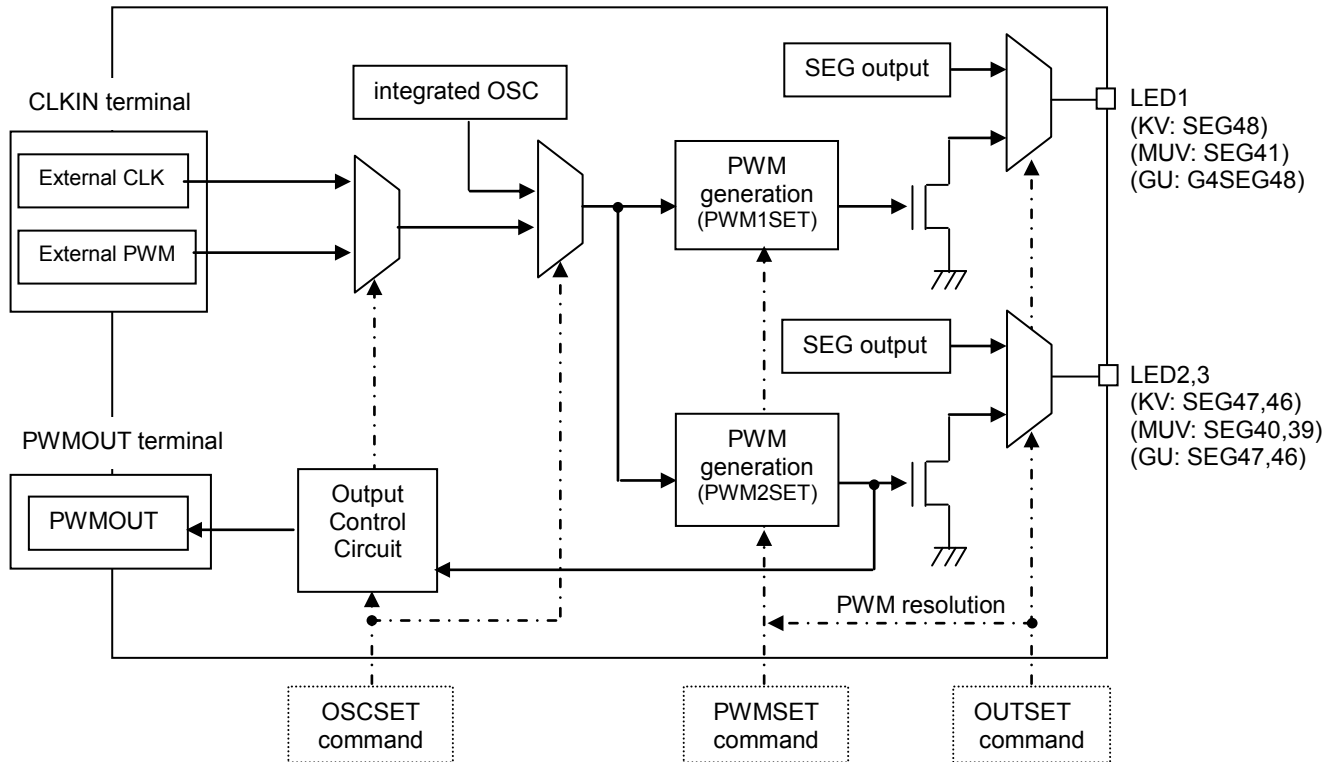 CLKIN terminal
External CLK
External PWM
PWMOUT terminal
PWMOUT
integrated OSC
Output
Control
Circuit
PWM
generation
(PWM1SET)
PWM
generation
(PWM2SET)
SEG output
SEG output
LED1
(KV: SEG48)
(MUV: SEG41)
(GU: G4SEG48)
LED2,3
(KV: SEG47,46)
(MUV: SEG40,39)
(GU: SEG47,46)
PWM resolution
OSCSET
command
PWMSET
command
OUTSET
command